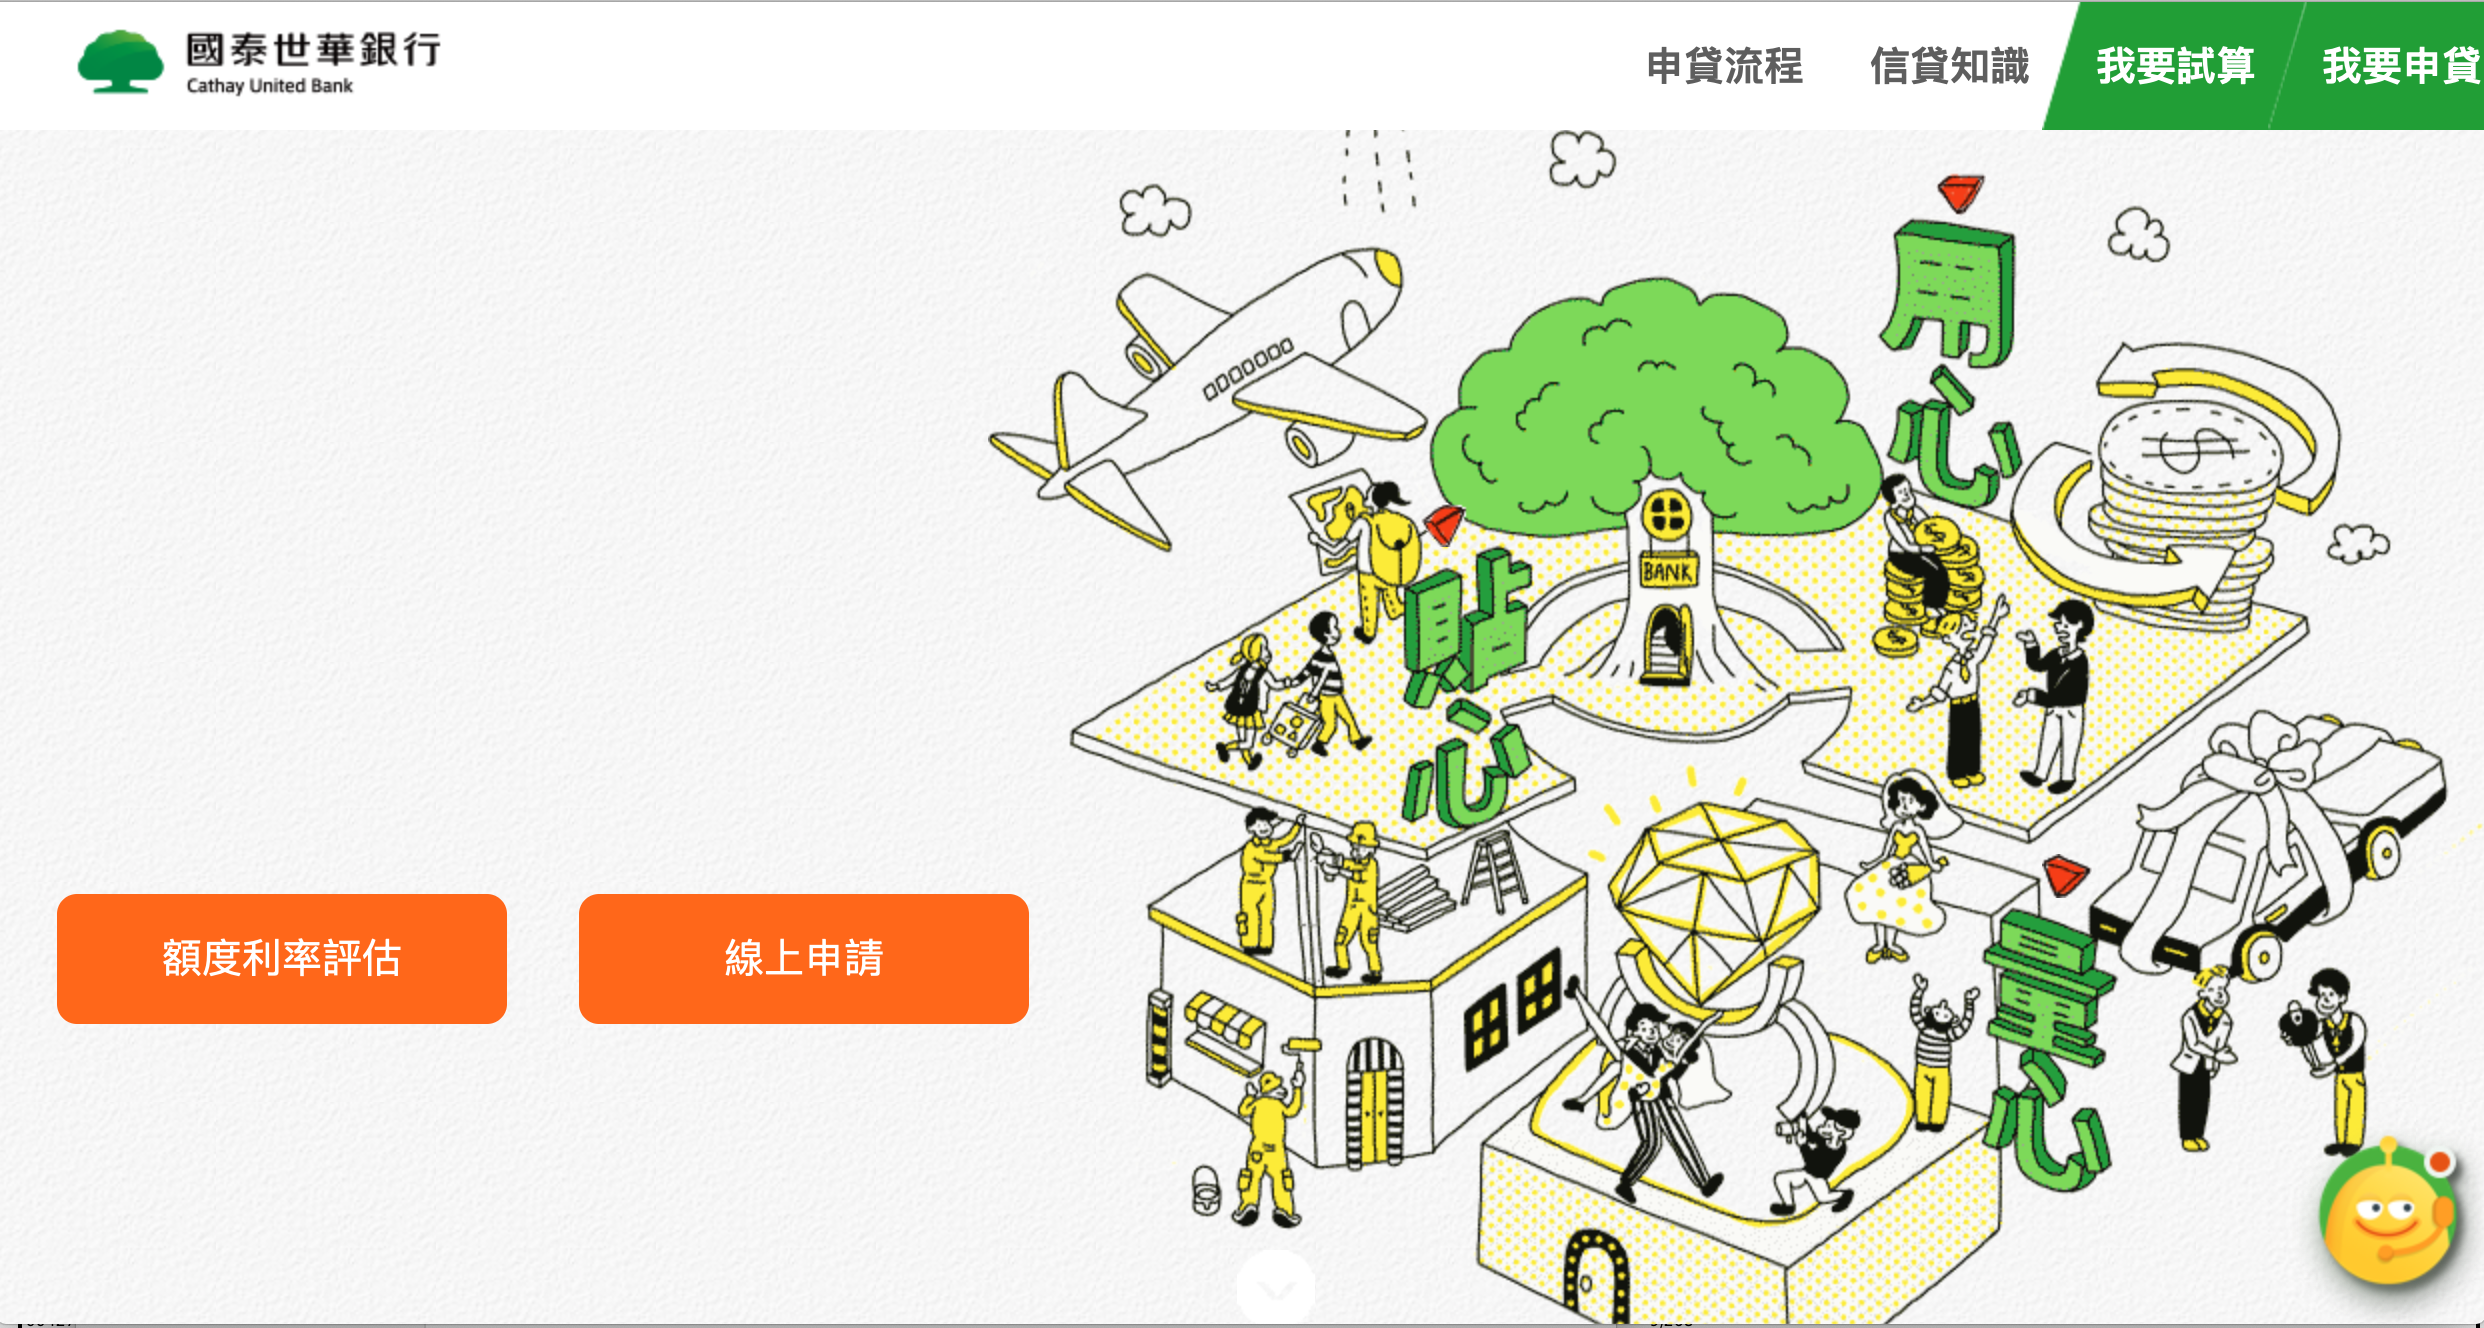 國泰世華銀行
Cathay United Bank
申貸流程
信貸知識
我要試算
我要申貸
用心
貼心
BANK
量心
額度利率評估
線上申請